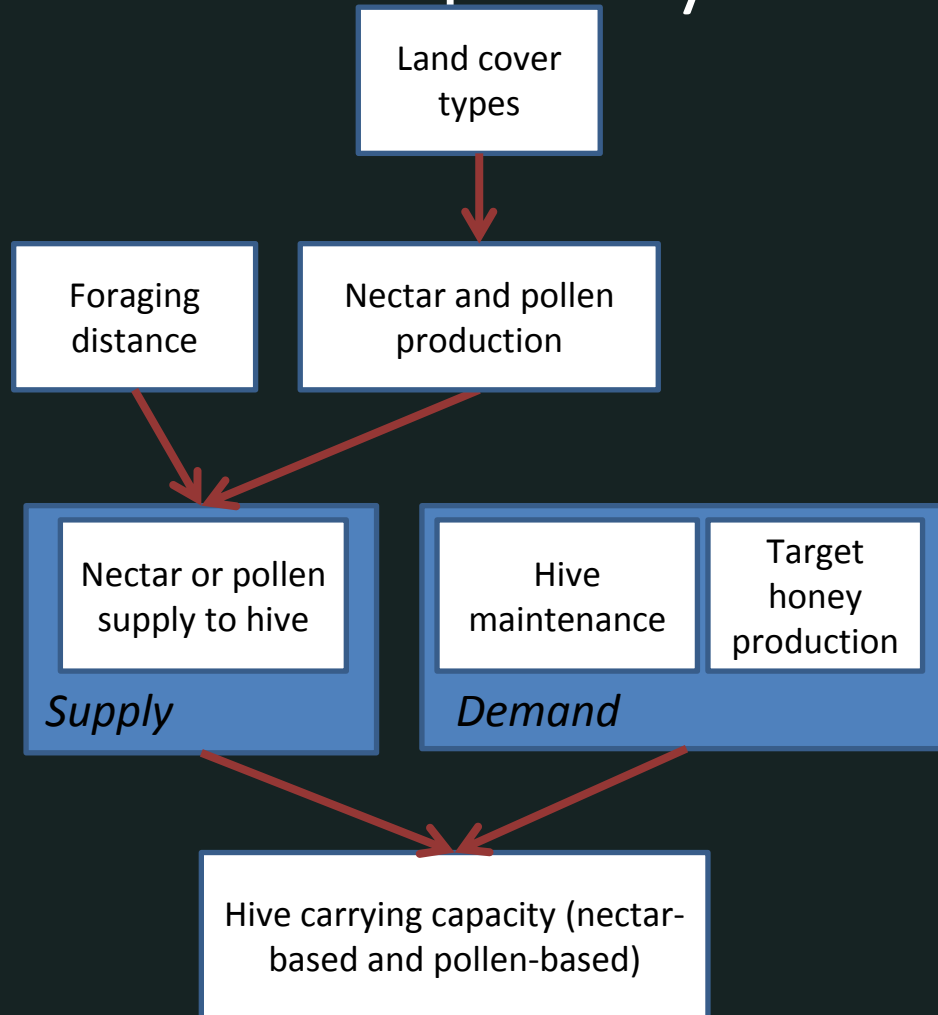 Land cover
types
Foraging
distance
Nectar and pollen
production
Nectar or pollen
supply to hive
Supply
Hive
maintenance
Target
honey
production
Demand
Hive carrying capacity (nectar-
based and pollen-based)